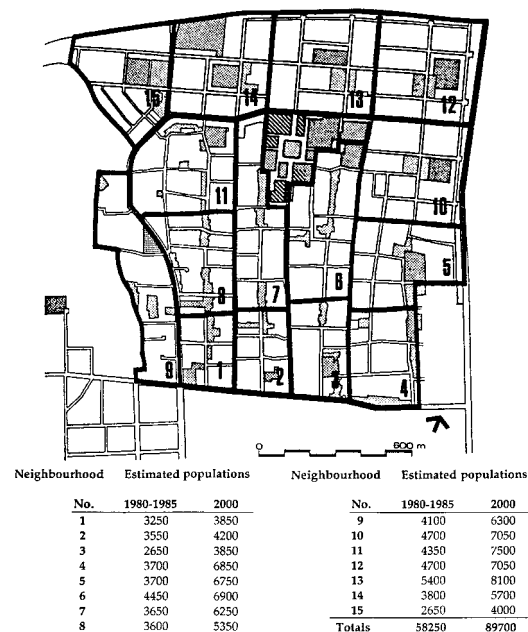 15
14
13
12
11
10
5
8
7
6
9
1
2
3
4
0 600 m
Neighbourhood Estimated populations Neighbourhood Estimated populations
No. 1980-1985 2000 No. 1980-1985 2000
1 3250 3850 9 4100 6300
2 3550 4200 10 4700 7050
3 2650 3850 11 4350 7500
4 3700 6850 12 4700 7050
5 3700 6750 13 5400 8100
6 4450 6900 14 3800 5700
7 3650 6250 15 2650 4000
8 3600 5350 Totals 58250 89700